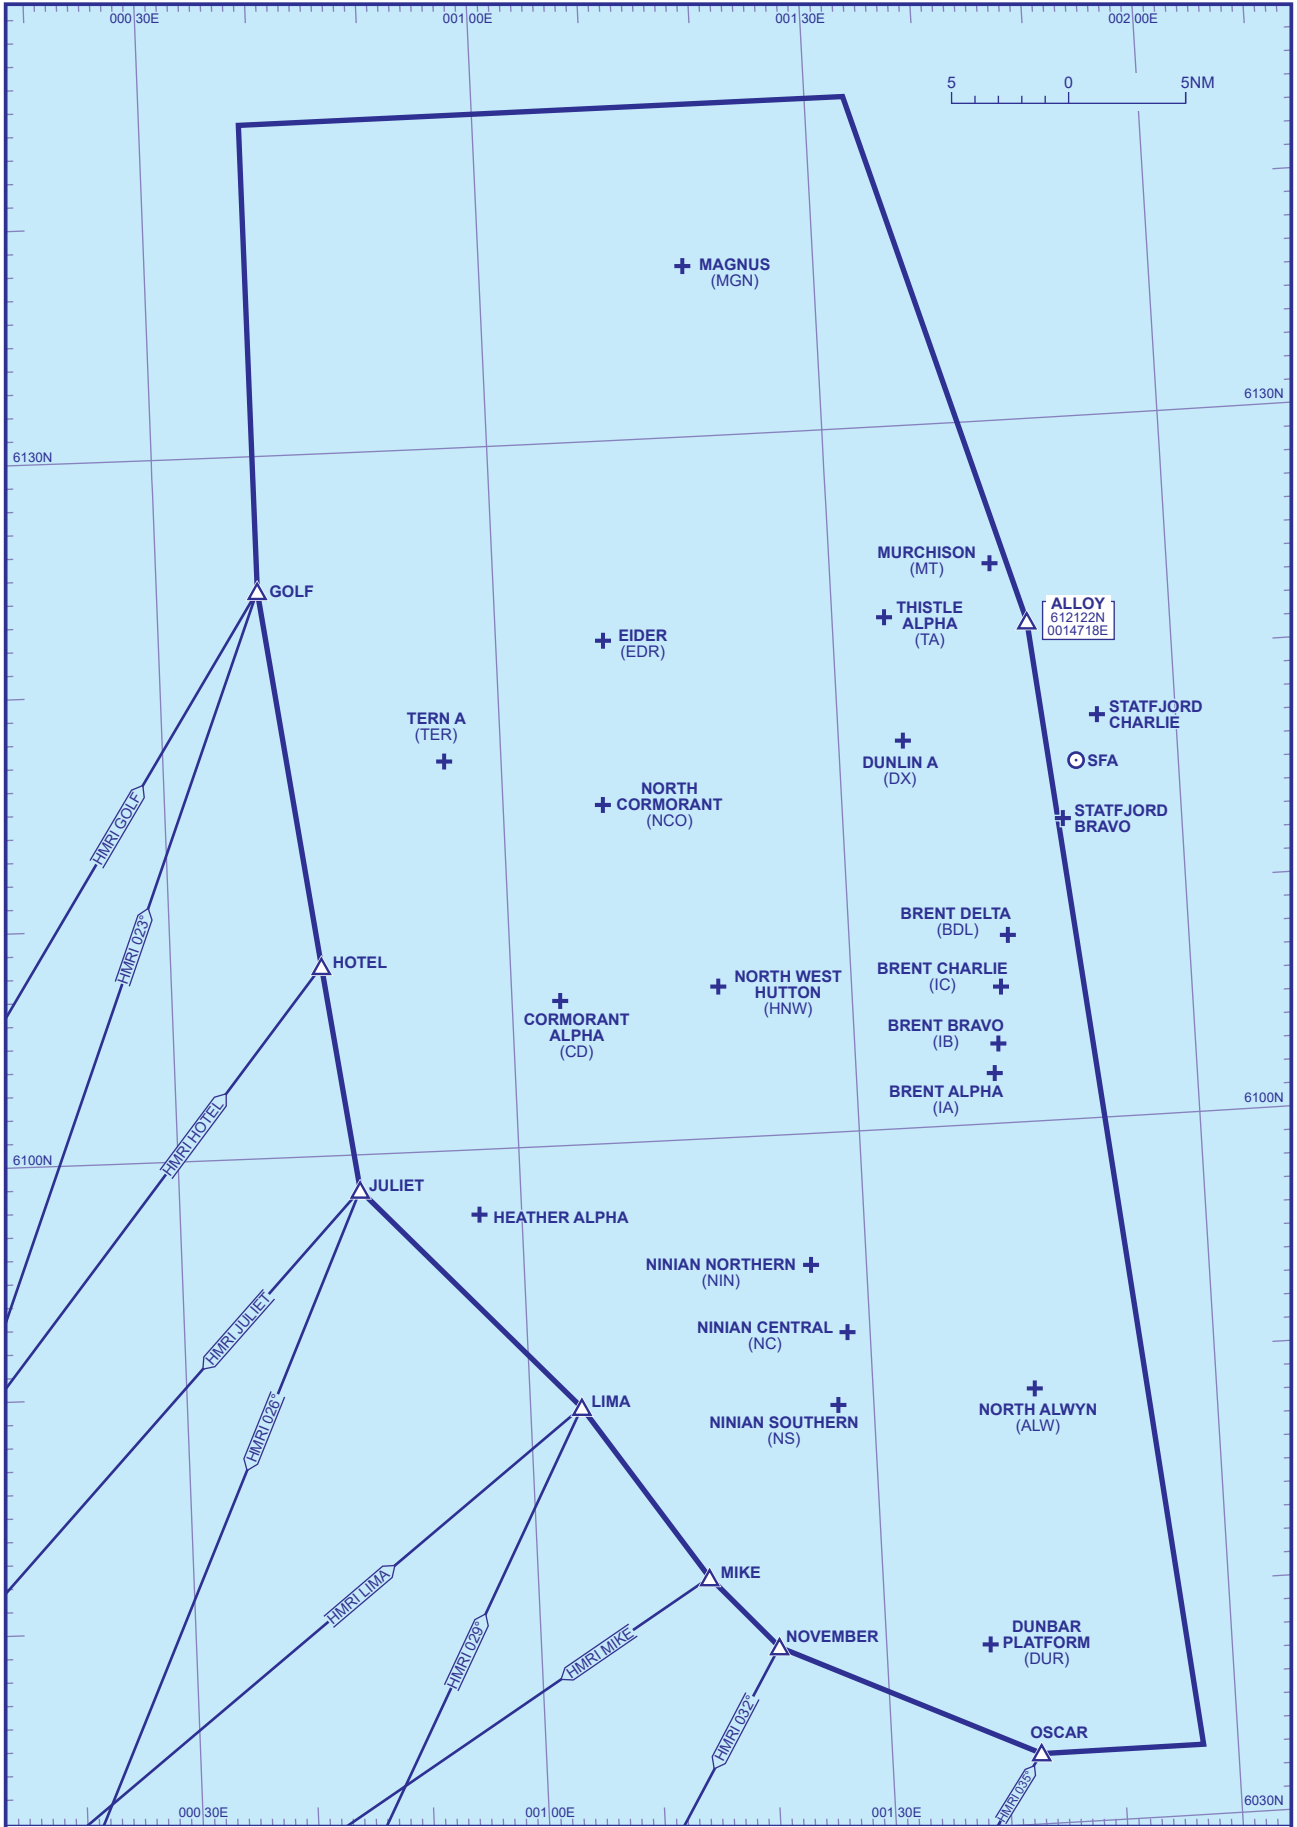 000 30E
001 00E
001 30E
002 00E
5
0
5NM
MAGNUS
(MGN)
6130N
6130N
MURCHISON
(MT)
GOLF
THISTLE
ALPHA
(TA)
ALLOY
612122N
0014718E
EIDER
(EDR)
STATFJORD
CHARLIE
TERN A
(TER)
DUNLIN A
(DX)
SFA
NORTH
CORMORANT
(NCO)
STATFJORD
BRAVO
HMRI GOLF
BRENT DELTA
(BDL)
HMRI 023°
HOTEL
BRENT CHARLIE
(IC)
NORTH WEST
HUTTON
(HNW)
CORMORANT
ALPHA
(CD)
BRENT BRAVO
(IB)
BRENT ALPHA
(IA)
6100N
HMRI HOTEL
6100N
JULIET
HEATHER ALPHA
NINIAN NORTHERN
(NIN)
HMRI JULIET
NINIAN CENTRAL
(NC)
LIMA
HMRI 026°
NINIAN SOUTHERN
(NS)
NORTH ALWYN
(ALW)
MIKE
HMRI LIMA
NOVEMBER
HMRI 029°
HMRI MIKE
DUNBAR
PLATFORM
(DUR)
HMRI 032°
OSCAR
HMRI 035°
000 30E
001 00E
001 30E
6030N